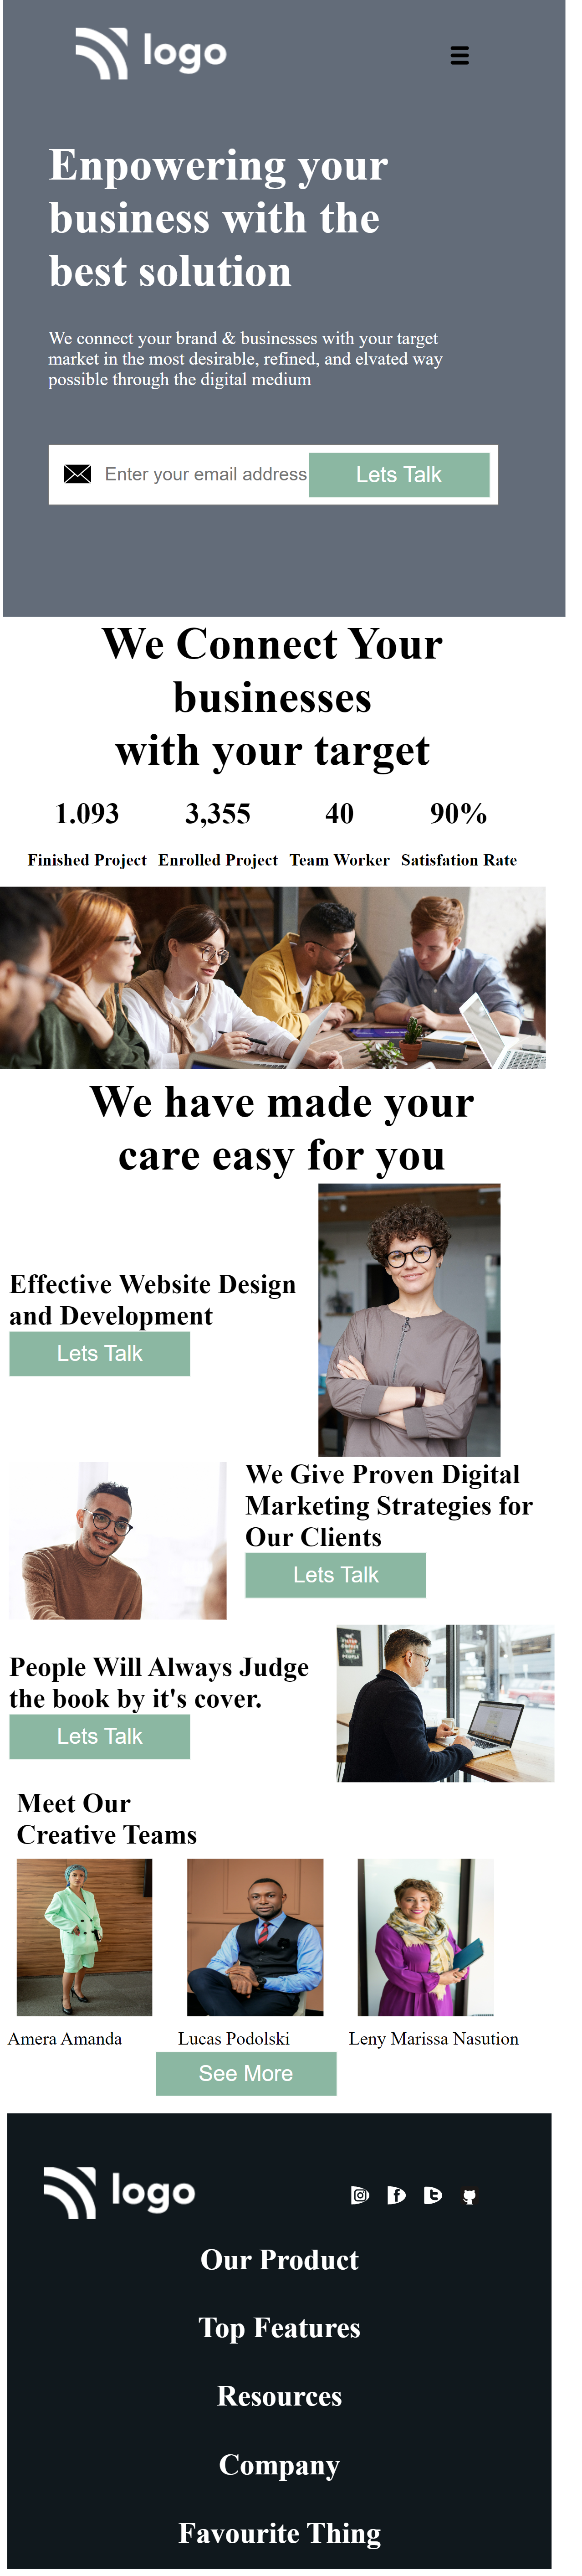 logo
Enpowering your
business with the
best solution
We connect your brand & businesses with your target
market in the most desirable, refined, and elvated way
possible through the digital medium
Enter your email address
Lets Talk
We Connect Your
businesses
with your target
1.093 3,355 40 90%
Finished Project Enrolled Project Team Worker Satisfation Rate
We have made your
care easy for you
Effective Website Design
and Development
Lets Talk
We Give Proven Digital
Marketing Strategies for
Our Clients
Lets Talk
People Will Always Judge
the book by it's cover.
Lets Talk
Meet Our
Creative Teams
Amera Amanda Lucas Podolski Leny Marissa Nasution
See More
logo
Our Product
Top Features
Resources
Company
Favourite Thing